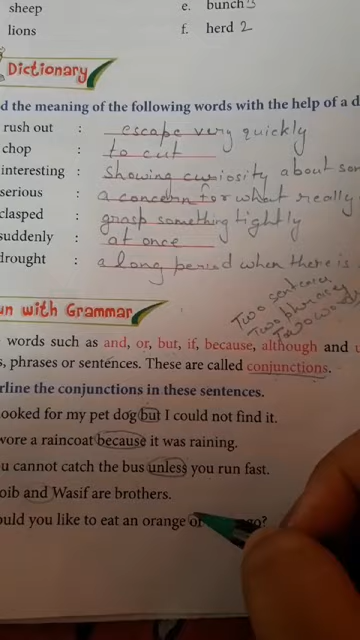 sheep e. bunch 3
lions f. herd 2
Dictionary
d the meaning of the following words with the help of a d
rush out : escape very quickly
chop : to cut
interesting : Showing curiosity about som
serious : a concern for what really
clasped : grasp something tightly
suddenly : at once
drought : a long period when there is
Two sentences
Two phrases
Two words
un with Grammar
words such as and, or, but, if, because, although and u
s, phrases or sentences. These are called conjunctions.
erline the conjunctions in these sentences.
ooked for my pet dog but I could not find it.
wore a raincoat because it was raining.
u cannot catch the bus unless you run fast.
oib and Wasif are brothers.
ould you like to eat an orange or go?